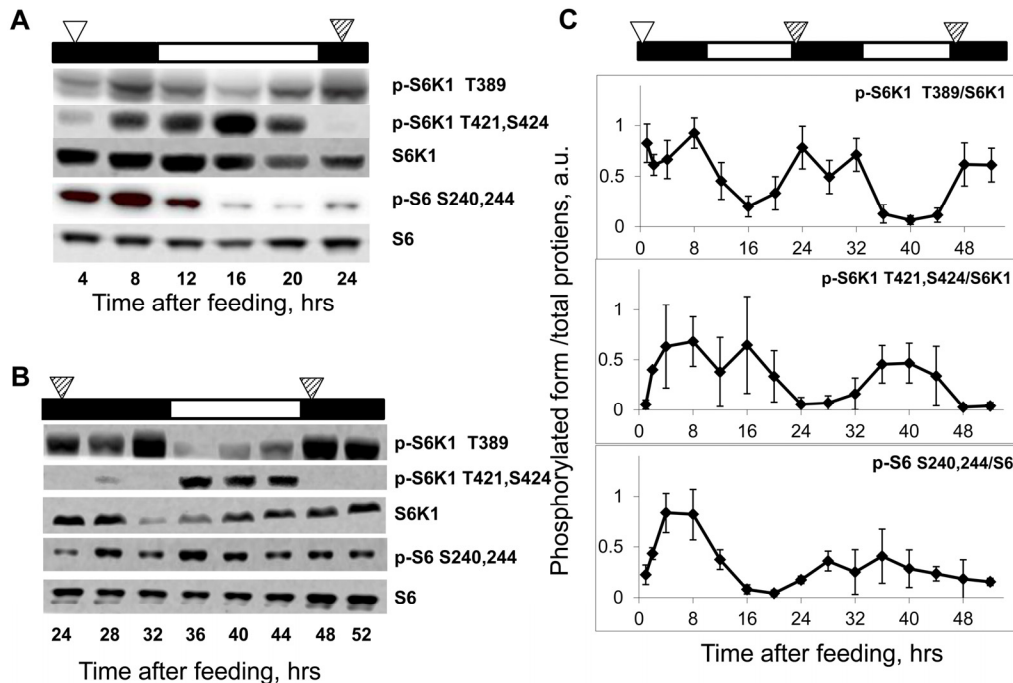 A
p-S6K1 T389
p-S6K1 T421,S424
S6K1
p-S6 S240,244
S6
4 8 12 16 20 24
Time after feeding, hrs
B
p-S6K1 T389
p-S6K1 T421,S424
S6K1
p-S6 S240,244
S6
24 28 32 36 40 44 48 52
Time after feeding, hrs
C
Phosphorylated form /total protiens, a.u.
p-S6K1 T389/S6K1
1
0.5
0
0 8 16 24 32 40 48
p-S6K1 T421,S424/S6K1
1
0.5
0
0 8 16 24 32 40 48
p-S6 S240,244/S6
1
0.5
0
0 8 16 24 32 40 48
Time after feeding, hrs